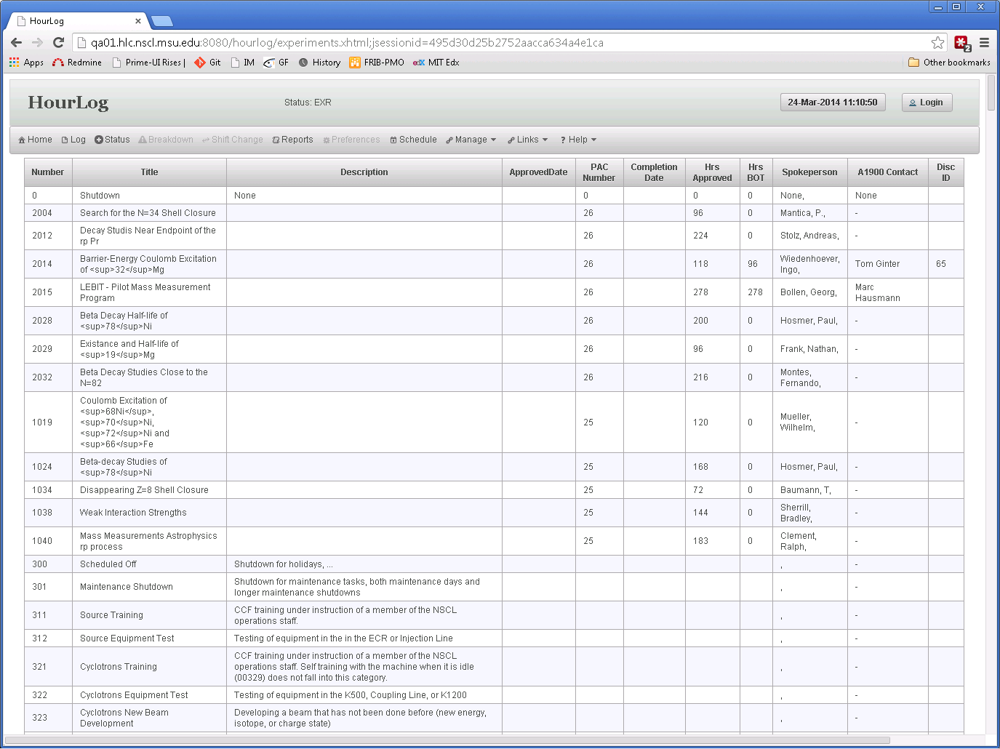 HourLog
qa01.hlc.nscl.msu.edu:8080/hourlog/experiments.xhtml;jsessionid=495d30d25b2752aacca634a4e1ca
2
Apps Redmine Prime-UI Rises | Git IM GF History FRIB-PMO edX MIT Edx Other bookmarks
HourLog Status: EXR 24-Mar-2014 11:10:50 Login
Home Log Status Breakdown Shift Change Reports Preferences Schedule Manage Links ? Help
Number Title Description ApprovedDate PAC Number Completion Date Hrs Approved Hrs BOT Spokeperson A1900 Contact Disc ID
0 Shutdown None 0 0 0 None, None
2004 Search for the N=34 Shell Closure 26 96 0 Mantica, P., -
2012 Decay Studis Near Endpoint of the rp Pr 26 224 0 Stolz, Andreas, -
2014 Barrier-Energy Coulomb Excitation of <sup>32</sup>Mg 26 118 96 Wiedenhoever, Ingo, Tom Ginter 65
2015 LEBIT - Pilot Mass Measurement Program 26 278 278 Bollen, Georg, Marc Hausmann
2028 Beta Decay Half-life of <sup>78</sup>Ni 26 200 0 Hosmer, Paul, -
2029 Existance and Half-life of <sup>19</sup>Mg 26 96 0 Frank, Nathan, -
2032 Beta Decay Studies Close to the N=82 26 216 0 Montes, Fernando, -
1019 Coulomb Excitation of <sup>68Ni</sup>, <sup>70</sup>Ni, <sup>72</sup>Ni and <sup>66</sup>Fe 25 120 0 Mueller, Wilhelm, -
1024 Beta-decay Studies of <sup>78</sup>Ni 25 168 0 Hosmer, Paul, -
1034 Disappearing Z=8 Shell Closure 25 72 0 Baumann, T, -
1038 Weak Interaction Strengths 25 144 0 Sherrill, Bradley, -
1040 Mass Measurements Astrophysics rp process 25 183 0 Clement, Ralph, -
300 Scheduled Off Shutdown for holidays, ... , -
301 Maintenance Shutdown Shutdown for maintenance tasks, both maintenance days and longer maintenance shutdowns , -
311 Source Training CCF training under instruction of a member of the NSCL operations staff. , -
312 Source Equipment Test Testing of equipment in the in the ECR or Injection Line , -
321 Cyclotrons Training CCF training under instruction of a member of the NSCL operations staff. Self training with the machine when it is idle (00329) does not fall into this category. , -
322 Cyclotrons Equipment Test Testing of equipment in the K500, Coupling Line, or K1200 , -
323 Cyclotrons New Beam Development Developing a beam that has not been done before (new energy, isotope, or charge state) , -